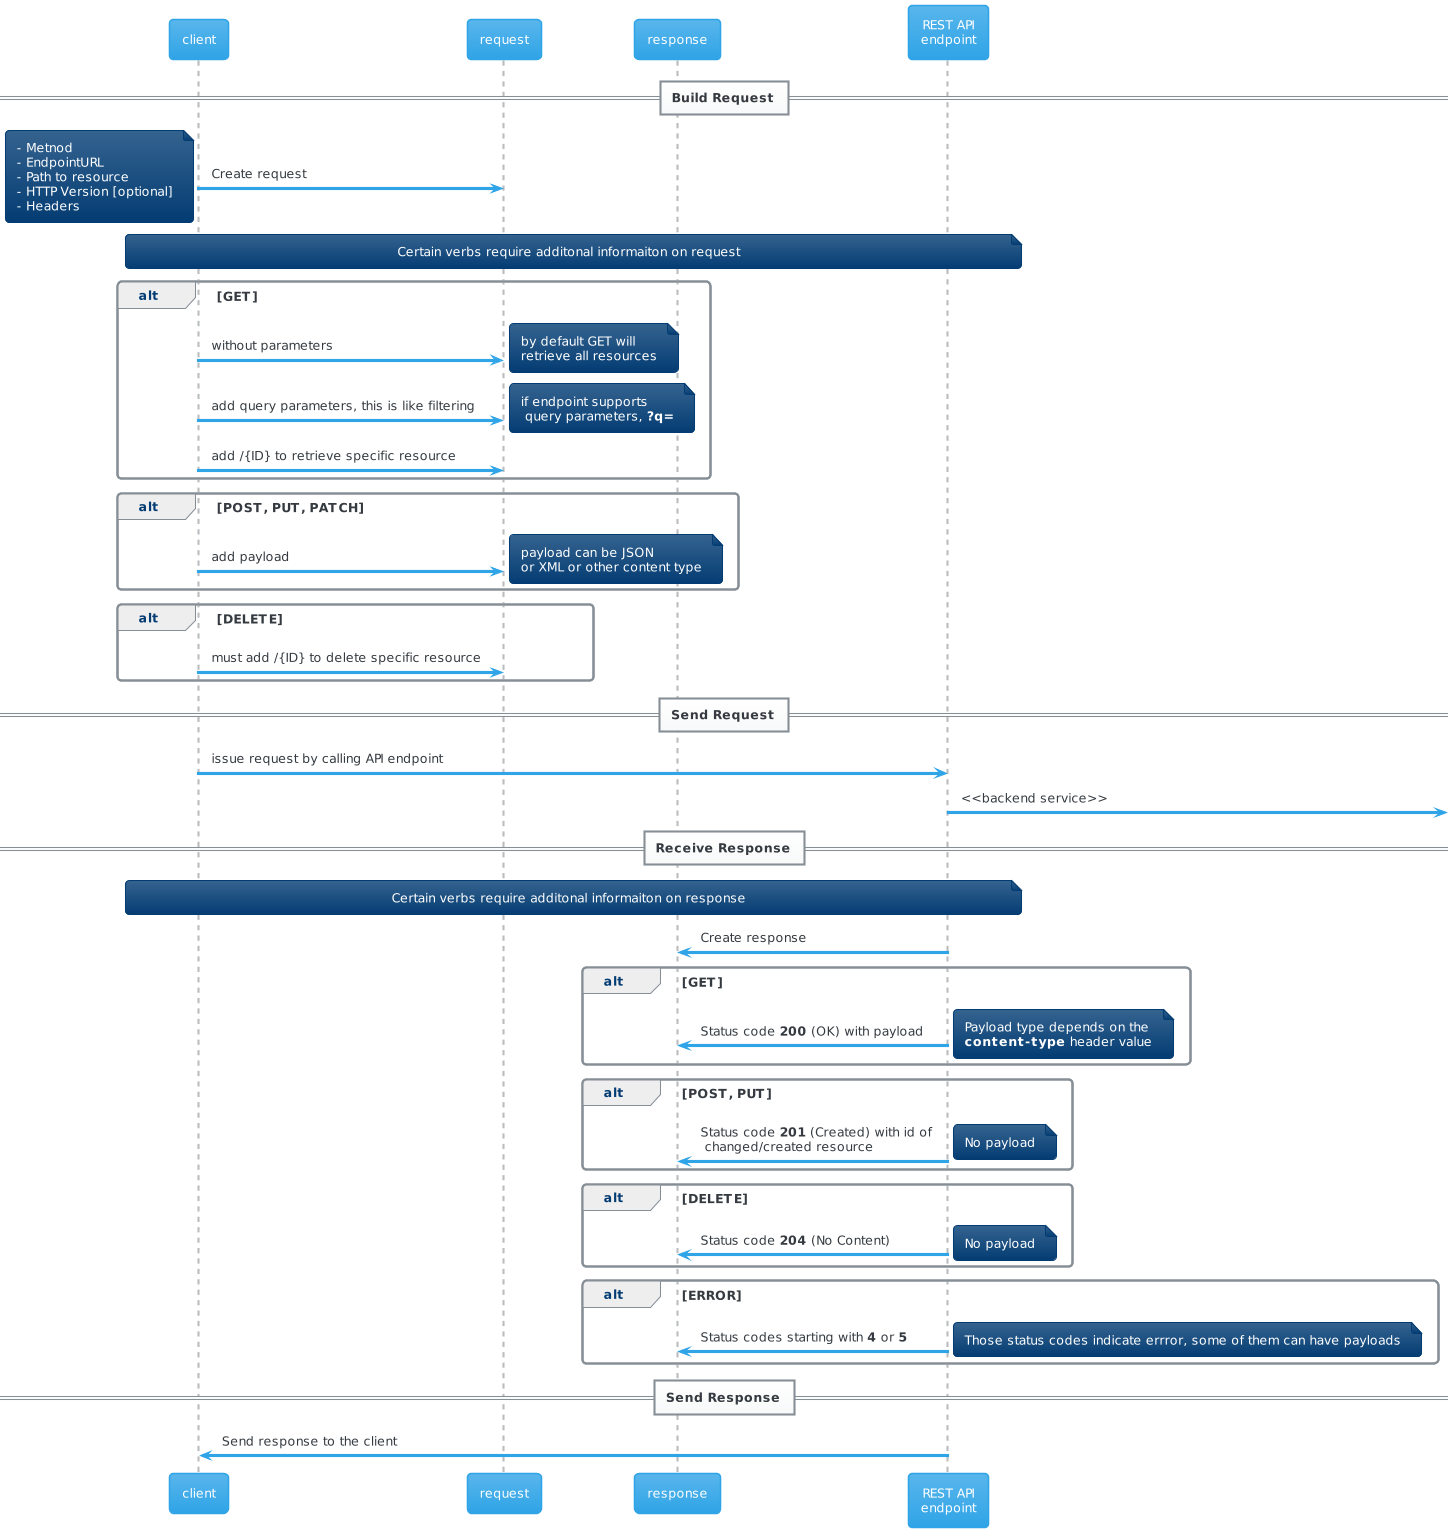 client
request
response
REST API
endpoint
Build Request
- Metnod
- EndpointURL
- Path to resource
- HTTP Version [optional]
- Headers
Create request
Certain verbs require additonal informaiton on request
alt
[GET]
without parameters
by default GET will
retrieve all resources
add query parameters, this is like filtering
if endpoint supports
query parameters, ?q=
add /{ID} to retrieve specific resource
alt
[POST, PUT, PATCH]
add payload
payload can be JSON
or XML or other content type
alt
[DELETE]
must add /{ID} to delete specific resource
Send Request
issue request by calling API endpoint
<<backend service>>
Receive Response
Certain verbs require additonal informaiton on response
Create response
alt
[GET]
Status code 200 (OK) with payload
Payload type depends on the
content-type header value
alt
[POST, PUT]
Status code 201 (Created) with id of
changed/created resource
No payload
alt
[DELETE]
Status code 204 (No Content)
No payload
alt
[ERROR]
Status codes starting with 4 or 5
Those status codes indicate errror, some of them can have payloads
Send Response
Send response to the client
client
request
response
REST API
endpoint